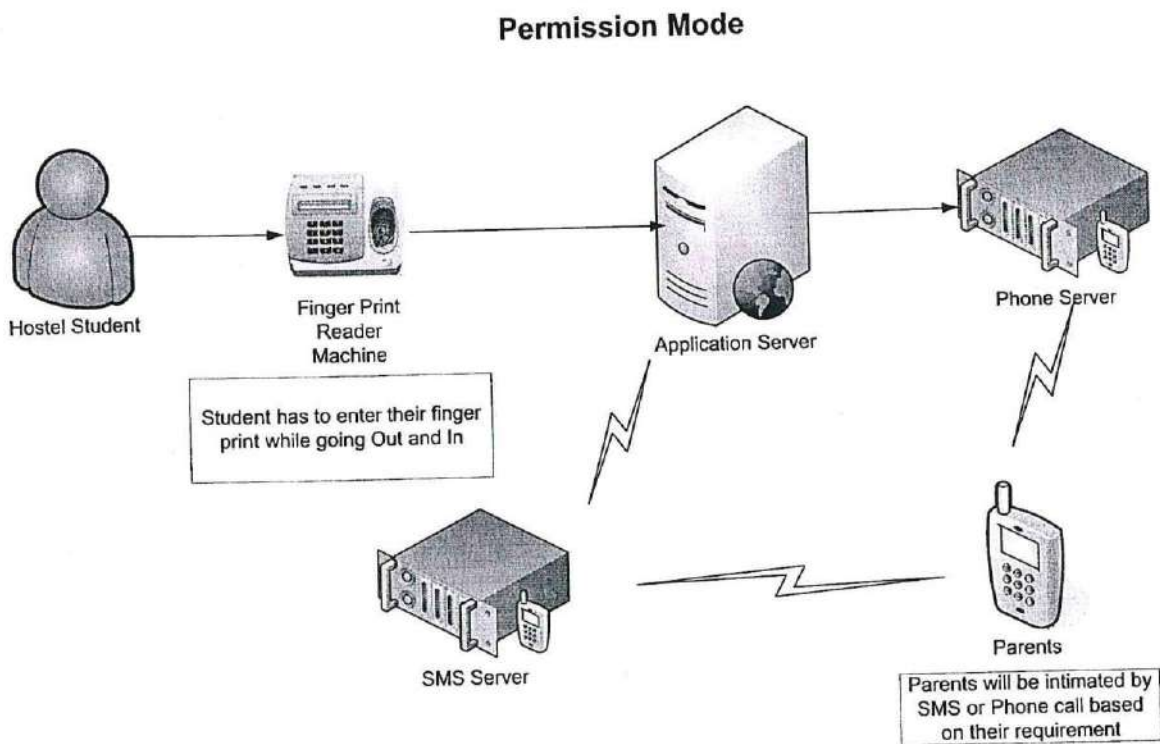 Permission Mode
Hostel Student
Finger Print
Reader
Machine
Application Server
Phone Server
Student has to enter their finger
print while going Out and In
SMS Server
Parents
Parents will be intimated by
SMS or Phone call based
on their requirement